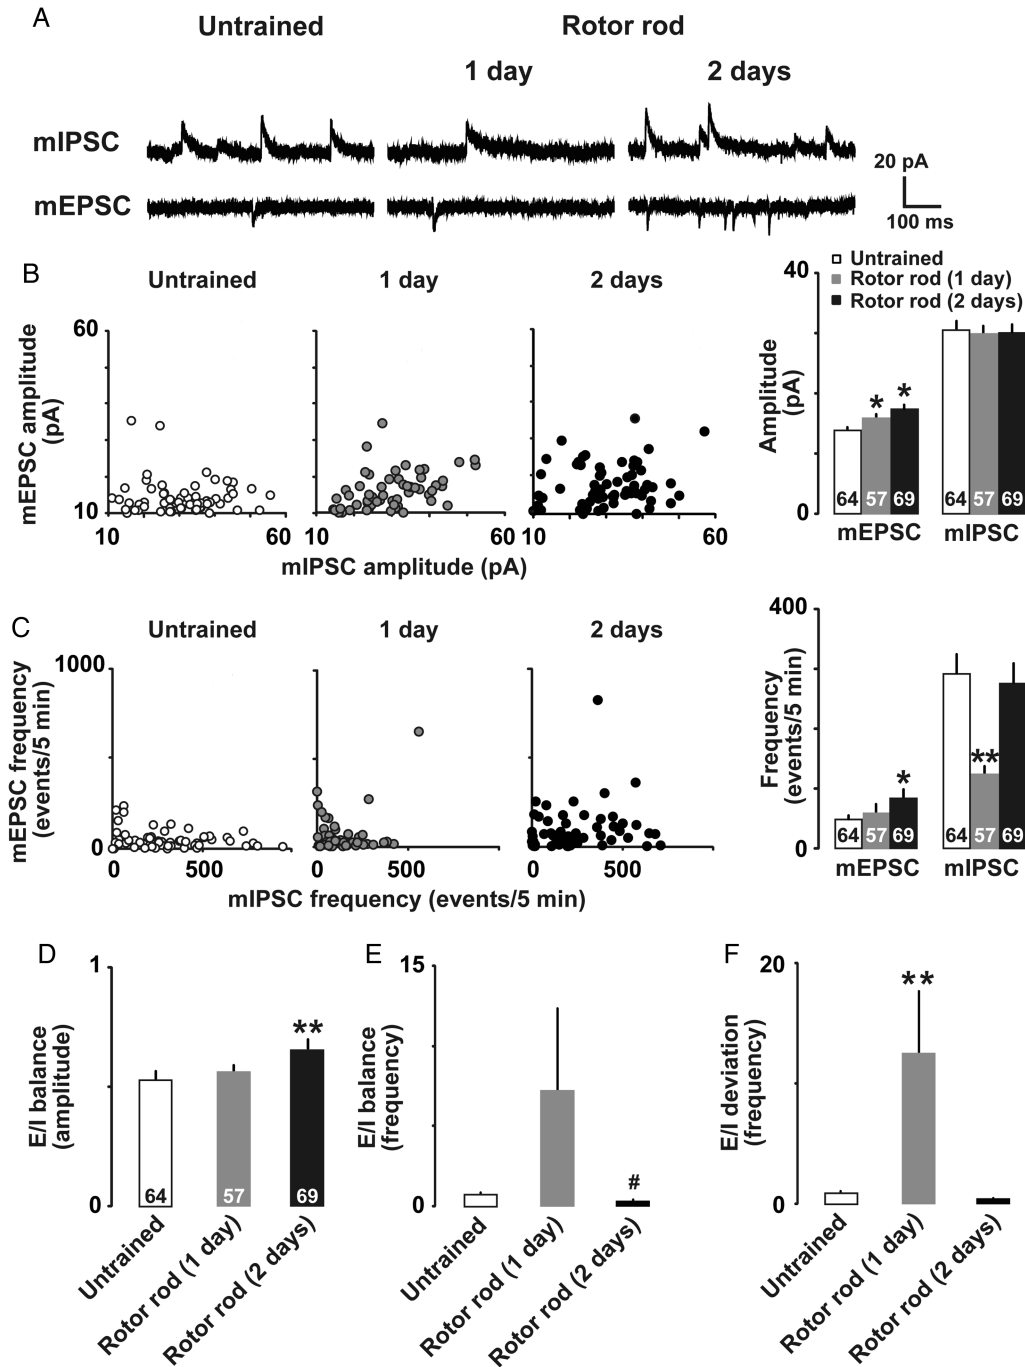 A
Untrained
Rotor rod
1 day
2 days
mIPSC
mEPSC
20 pA
100 ms
B
Untrained
1 day
2 days
60
10
mEPSC amplitude
(pA)
10
60
10
60
10
60
mIPSC amplitude (pA)
Untrained
Rotor rod (1 day)
Rotor rod (2 days)
40
0
Amplitude
(pA)
* *
64 57 69 64 57 69
mEPSC
mIPSC
C
Untrained
1 day
2 days
1000
0
mEPSC frequency
(events/5 min)
0
500
0
500
0
500
mIPSC frequency (events/5 min)
400
0
Frequency
(events/5 min)
*
**
64 57 69 64 57 69
mEPSC
mIPSC
D
1
0
E/I balance
(amplitude)
**
64 57 69
Untrained
Rotor rod (1 day)
Rotor rod (2 days)
E
15
0
E/I balance
(frequency)
#
Untrained
Rotor rod (1 day)
Rotor rod (2 days)
F
20
0
E/I deviation
(frequency)
**
Untrained
Rotor rod (1 day)
Rotor rod (2 days)